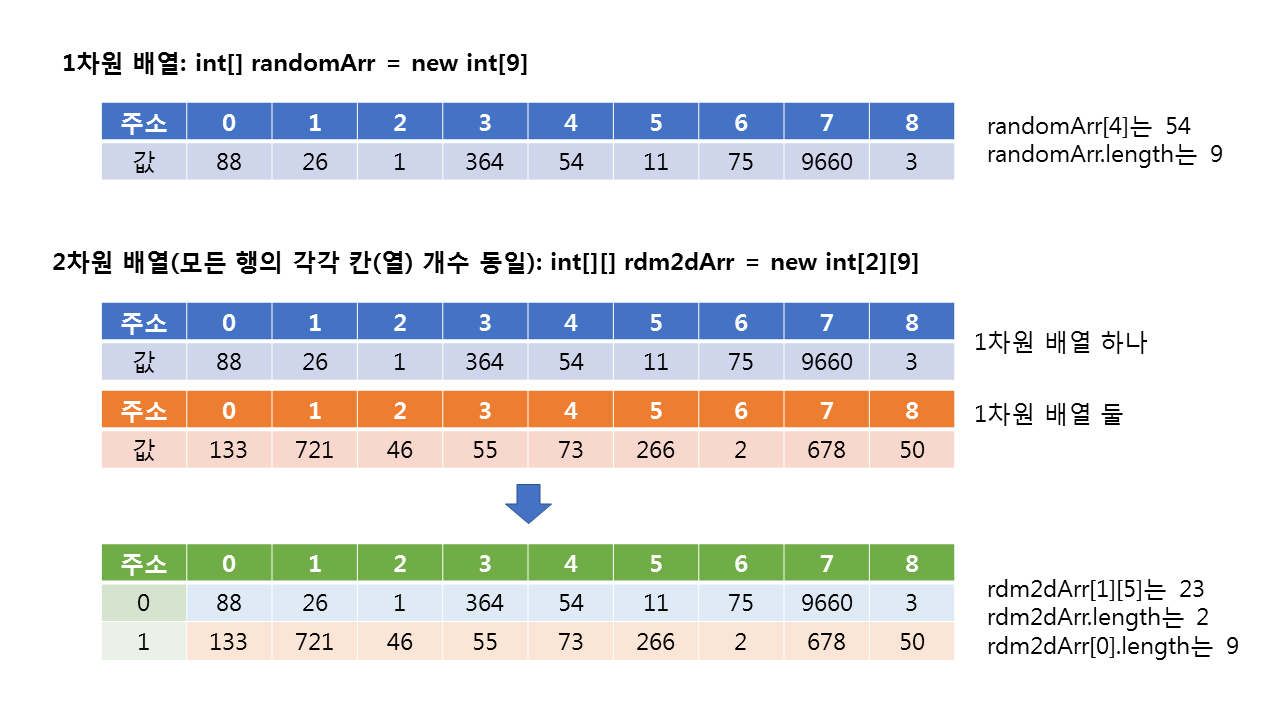 1차원 배열: int[] randomArr = new int[9]
주소 0 1 2 3 4 5 6 7 8
값 88 26 1 364 54 11 75 9660 3
randomArr[4]는 54
randomArr.length는 9
2차원 배열(모든 행의 각각 칸(열) 개수 동일): int[][] rdm2dArr = new int[2][9]
주소 0 1 2 3 4 5 6 7 8
값 88 26 1 364 54 11 75 9660 3
1차원 배열 하나
주소 0 1 2 3 4 5 6 7 8
값 133 721 46 55 73 266 2 678 50
1차원 배열 둘
주소 0 1 2 3 4 5 6 7 8
0 88 26 1 364 54 11 75 9660 3
1 133 721 46 55 73 266 2 678 50
rdm2dArr[1][5]는 23
rdm2dArr.length는 2
rdm2dArr[0].length는 9